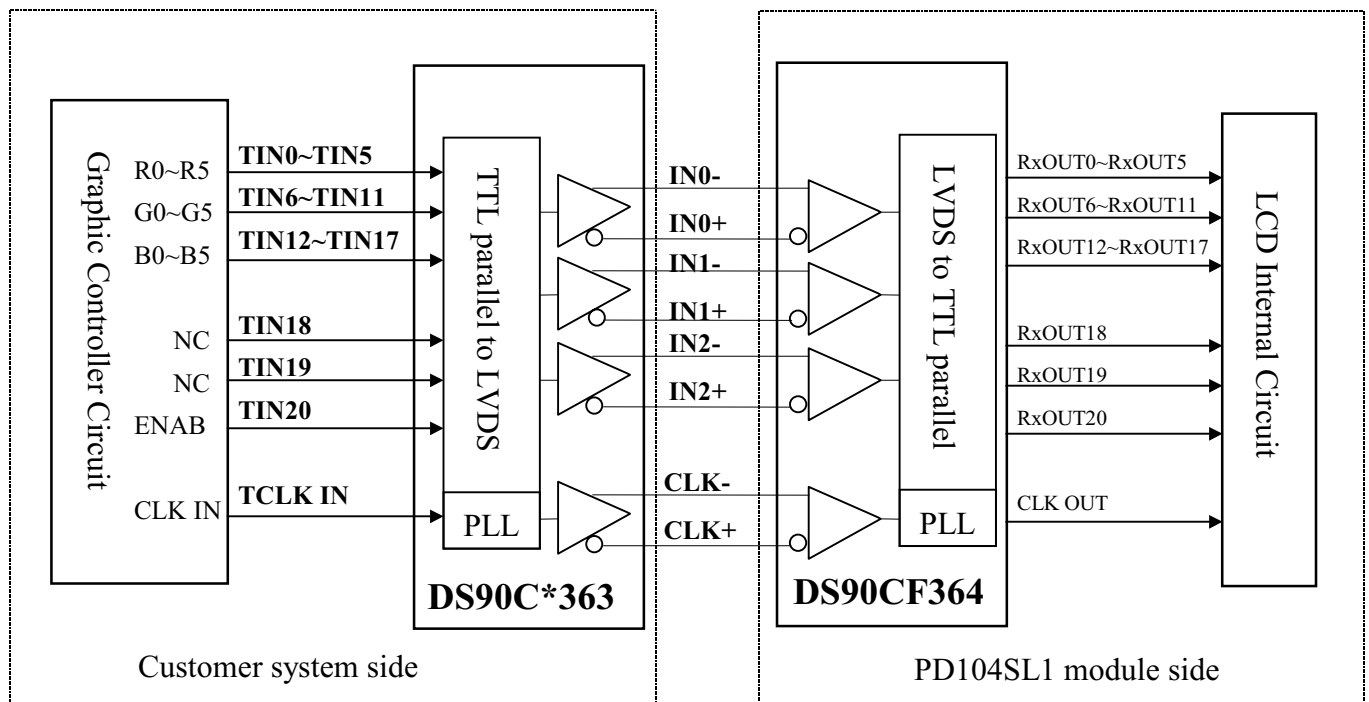 Graphic Controller Circuit
R0~R5
G0~G5
B0~B5
NC
NC
ENAB
CLK IN
TIN0~TIN5
TIN6~TIN11
TIN12~TIN17
TIN18
TIN19
TIN20
TCLK IN
TTL parallel to LVDS
PLL
DS90C*363
Customer system side
IN0-
IN0+
IN1-
IN1+
IN2-
IN2+
CLK-
CLK+
LVDS to TTL parallel
PLL
DS90CF364
RxOUT0~RxOUT5
RxOUT6~RxOUT11
RxOUT12~RxOUT17
RxOUT18
RxOUT19
RxOUT20
CLK OUT
LCD Internal Circuit
PD104SL1 module side